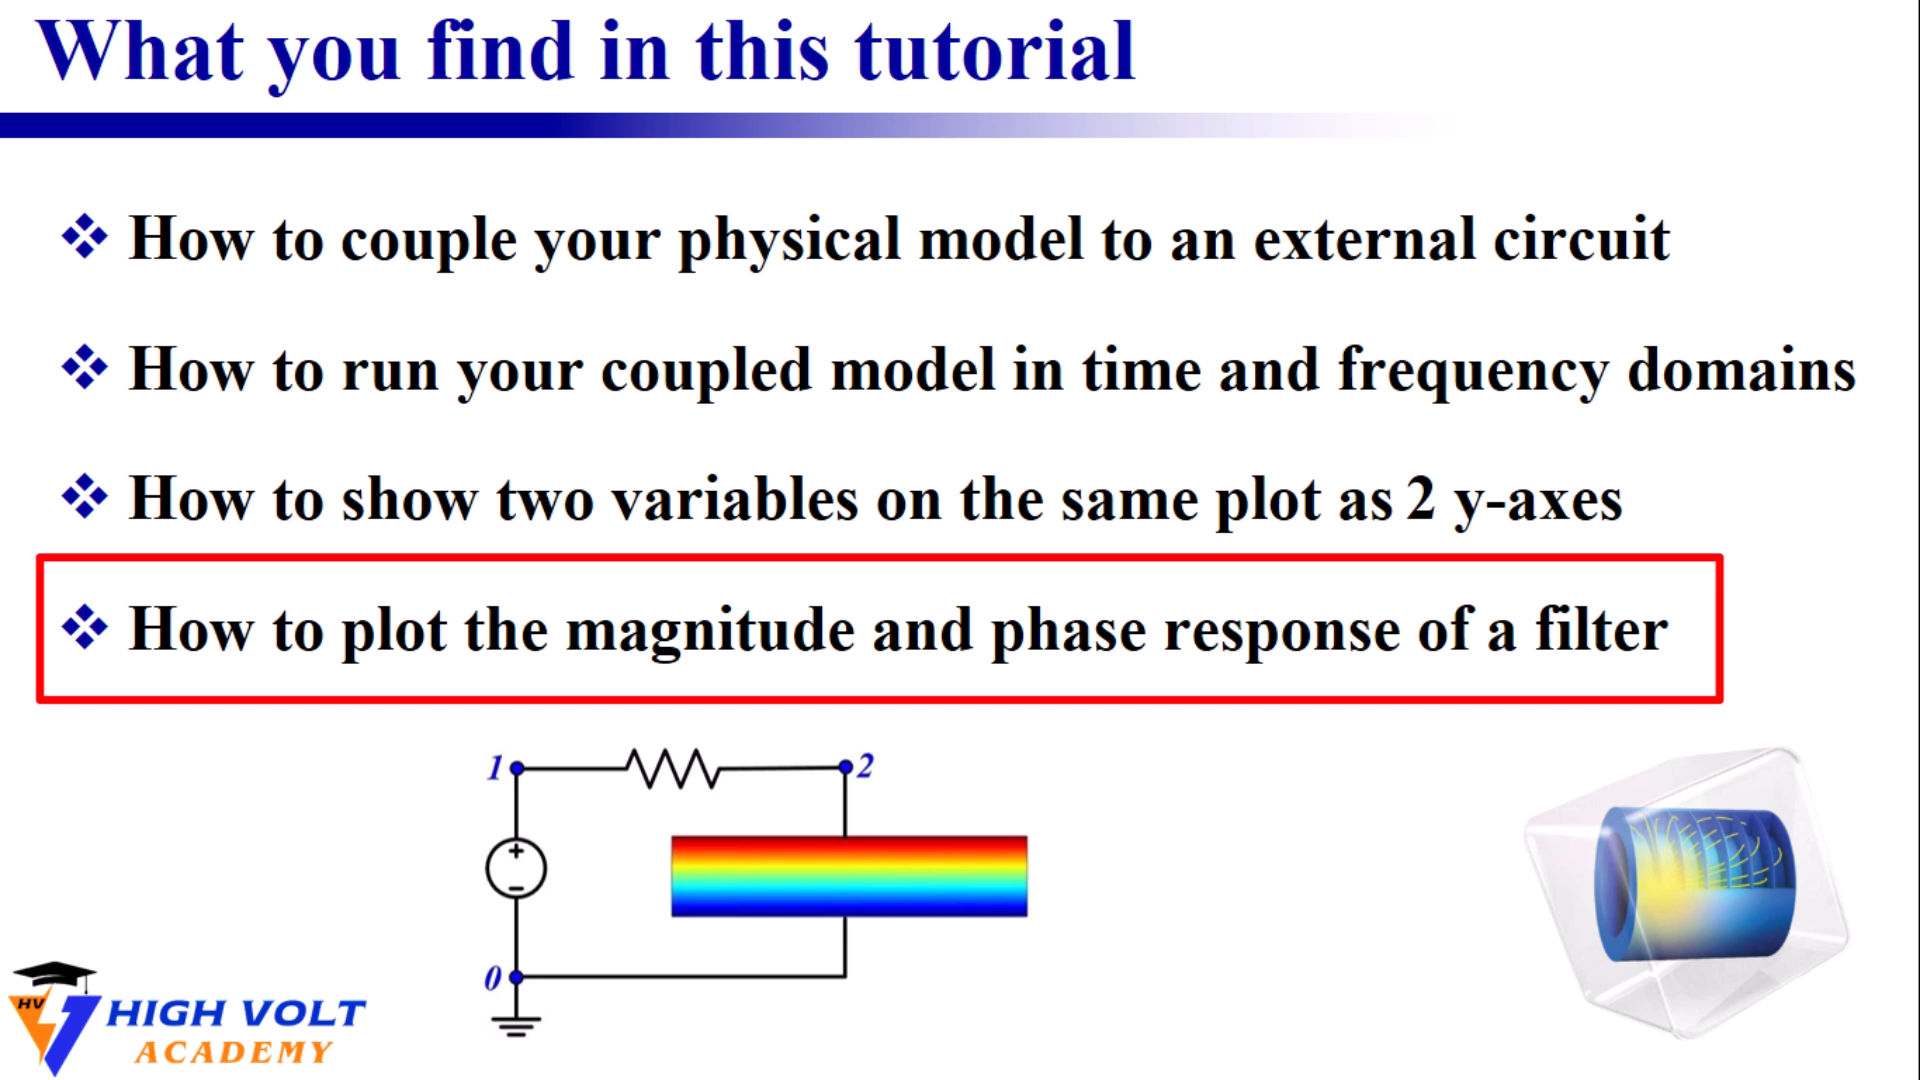 What you find in this tutorial
❖ How to couple your physical model to an external circuit
❖ How to run your coupled model in time and frequency domains
❖ How to show two variables on the same plot as 2 y-axes
❖ How to plot the magnitude and phase response of a filter
1
2
+
−
0
HV
HIGH VOLT
ACADEMY